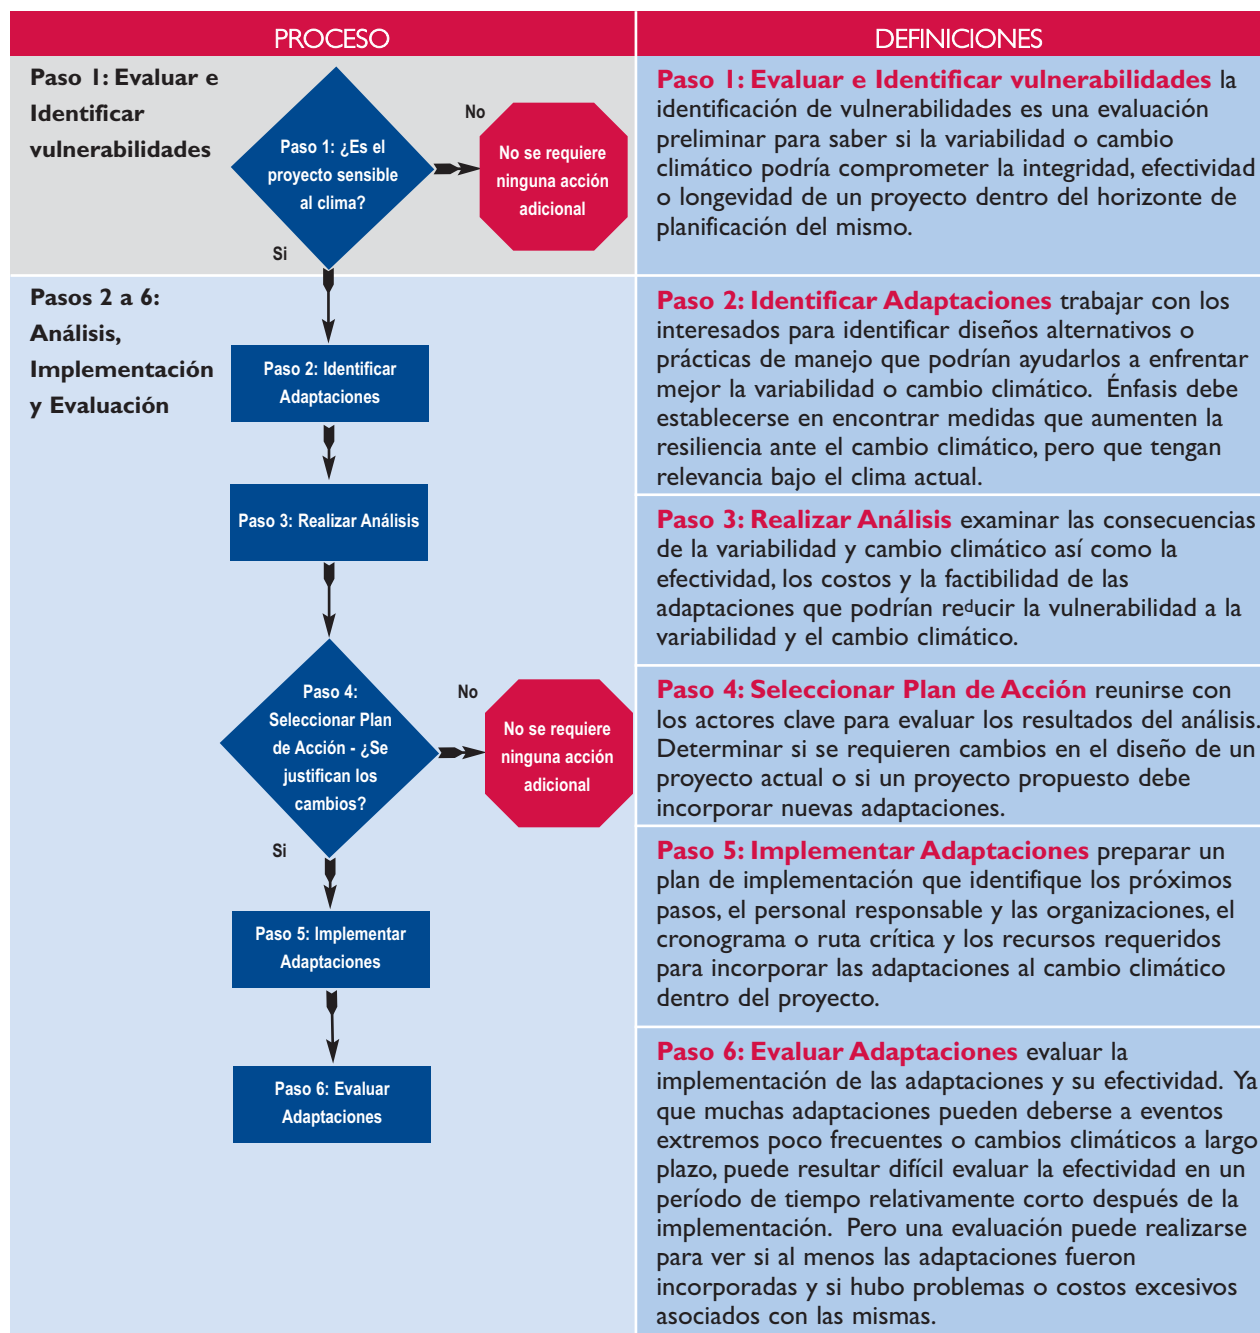 PROCESO
DEFINICIONES
Paso 1: Evaluar e
Identificar
vulnerabilidades
Paso 1: ¿Es el
proyecto sensible
al clima?
No
No se requiere
ninguna acción
adicional
Si
Paso 1: Evaluar e Identificar vulnerabilidades la
identificación de vulnerabilidades es una evaluación
preliminar para saber si la variabilidad o cambio
climático podría comprometer la integridad, efectividad
o longevidad de un proyecto dentro del horizonte de
planificación del mismo.
Pasos 2 a 6:
Análisis,
Implementación
y Evaluación
Paso 2: Identificar
Adaptaciones
Paso 2: Identificar Adaptaciones trabajar con los
interesados para identificar diseños alternativos o
prácticas de manejo que podrían ayudarlos a enfrentar
mejor la variabilidad o cambio climático. Énfasis debe
establecerse en encontrar medidas que aumenten la
resiliencia ante el cambio climático, pero que tengan
relevancia bajo el clima actual.
Paso 3: Realizar Análisis
Paso 3: Realizar Análisis examinar las consecuencias
de la variabilidad y cambio climático así como la
efectividad, los costos y la factibilidad de las
adaptaciones que podrían reducir la vulnerabilidad a la
variabilidad y el cambio climático.
Paso 4:
Seleccionar Plan
de Acción - ¿Se
justifican los
cambios?
No
No se requiere
ninguna acción
adicional
Si
Paso 4: Seleccionar Plan de Acción reunirse con
los actores clave para evaluar los resultados del análisis.
Determinar si se requieren cambios en el diseño de un
proyecto actual o si un proyecto propuesto debe
incorporar nuevas adaptaciones.
Paso 5: Implementar
Adaptaciones
Paso 5: Implementar Adaptaciones preparar un
plan de implementación que identifique los próximos
pasos, el personal responsable y las organizaciones, el
cronograma o ruta crítica y los recursos requeridos
para incorporar las adaptaciones al cambio climático
dentro del proyecto.
Paso 6: Evaluar
Adaptaciones
Paso 6: Evaluar Adaptaciones evaluar la
implementación de las adaptaciones y su efectividad. Ya
que muchas adaptaciones pueden deberse a eventos
extremos poco frecuentes o cambios climáticos a largo
plazo, puede resultar difícil evaluar la efectividad en un
período de tiempo relativamente corto después de la
implementación. Pero una evaluación puede realizarse
para ver si al menos las adaptaciones fueron
incorporadas y si hubo problemas o costos excesivos
asociados con las mismas.